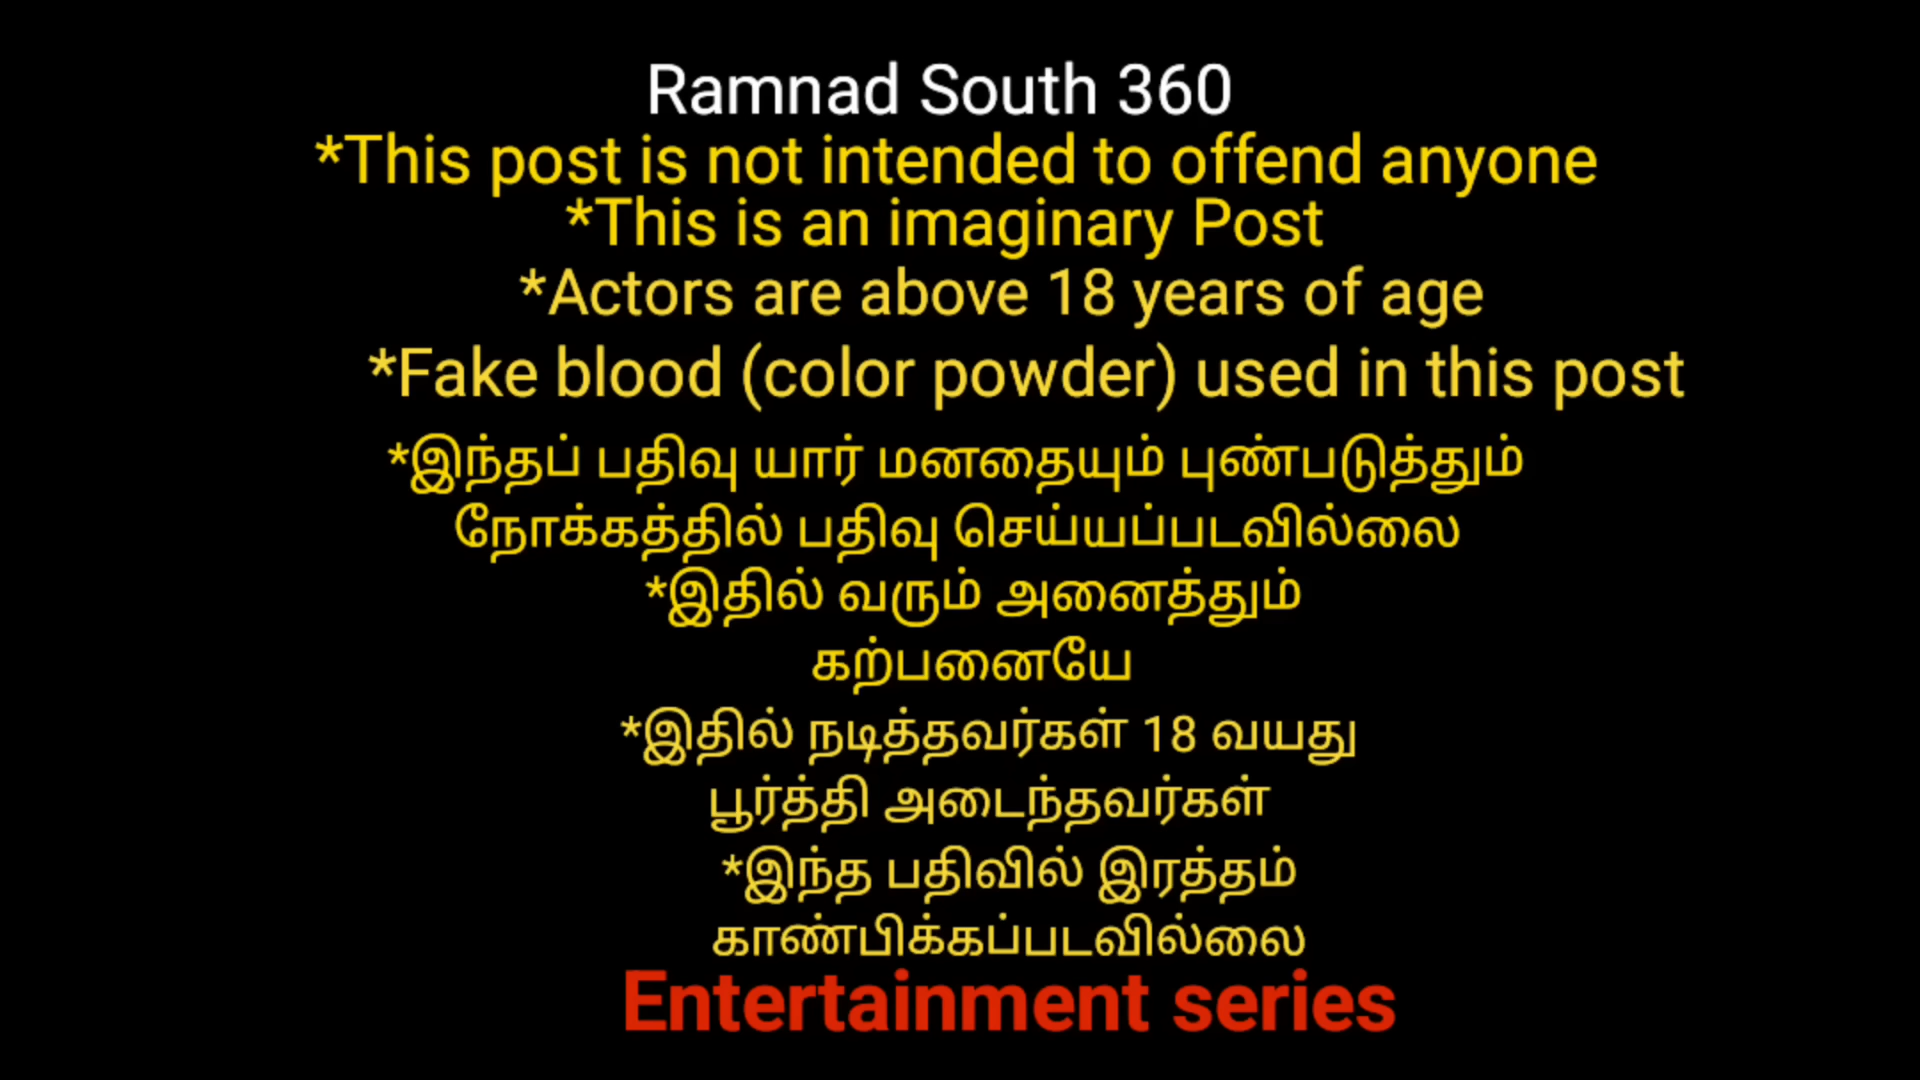 Ramnad South 360
*This post is not intended to offend anyone
*This is an imaginary Post
*Actors are above 18 years of age
*Fake blood (color powder) used in this post
*இந்தப் பதிவு யார் மனதையும் புண்படுத்தும்
நோக்கத்தில் பதிவு செய்யப்படவில்லை
*இதில் வரும் அனைத்தும்
கற்பனையே
*இதில் நடித்தவர்கள் 18 வயது
பூர்த்தி அடைந்தவர்கள்
*இந்த பதிவில் இரத்தம்
காண்பிக்கப்படவில்லை
Entertainment series